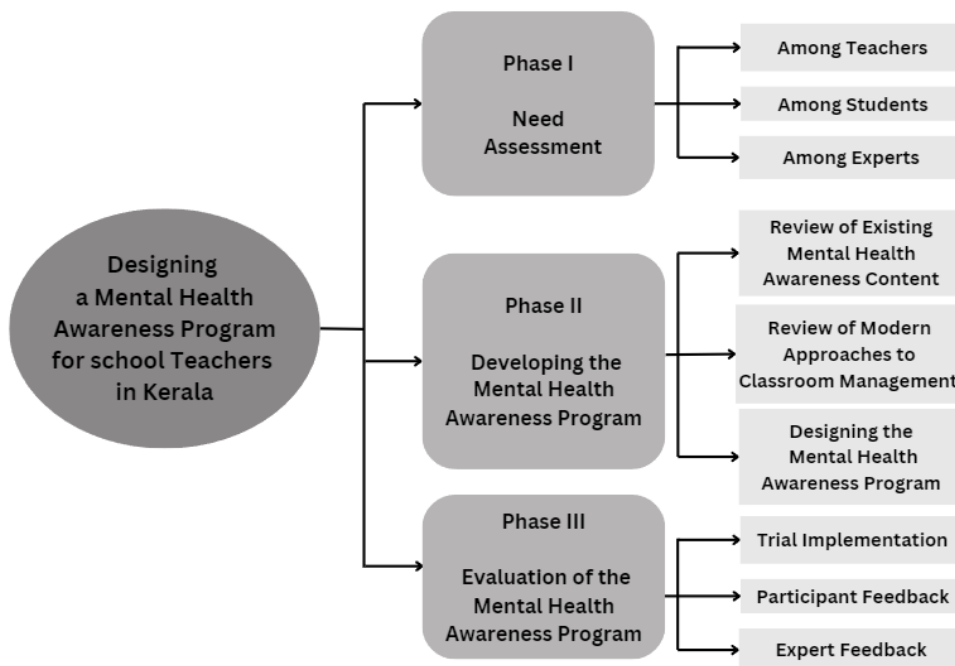 Designing
a Mental Health
Awareness Program
for school Teachers
in Kerala
Phase I
Need
Assessment
Among Teachers
Among Students
Among Experts
Phase II
Developing the
Mental Health
Awareness Program
Review of Existing
Mental Health
Awareness Content
Review of Modern
Approaches to
Classroom Management
Designing the
Mental Health
Awareness Program
Phase III
Evaluation of the
Mental Health
Awareness Program
Trial Implementation
Participant Feedback
Expert Feedback